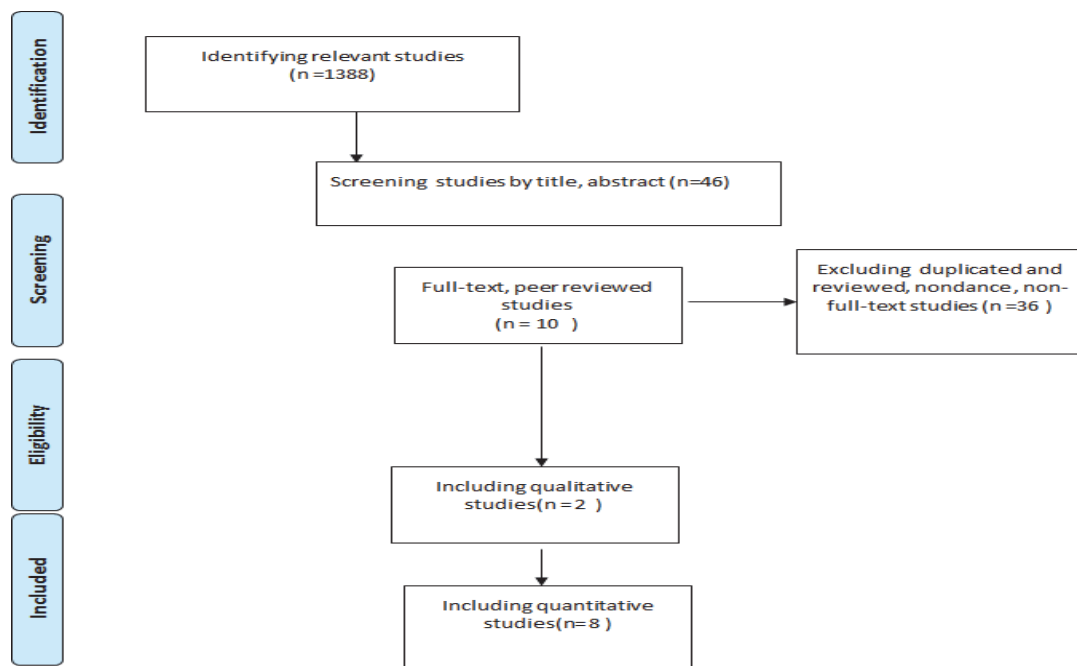 Identification
Identifying relevant studies
(n =1388)
Screening studies by title, abstract (n=46)
Screening
Full-text, peer reviewed
studies
(n = 10 )
Excluding duplicated and
reviewed, nondance, non-
full-text studies (n =36 )
Eligibility
Including qualitative
studies(n = 2 )
Included
Including quantitative
studies(n= 8 )